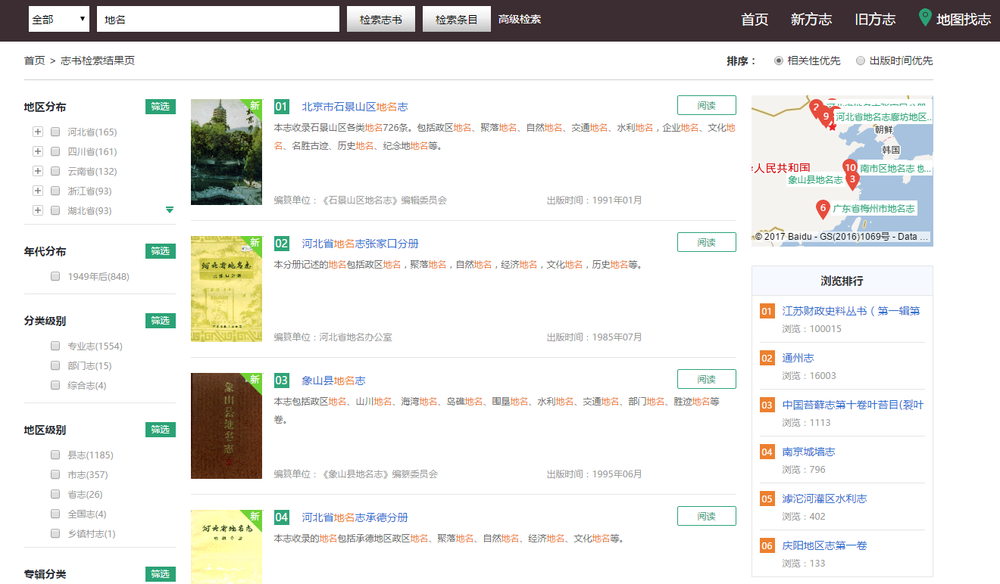 全部
地名
检索志书
检索条目
高级检索
首页
新方志
旧方志
地图找志
首页 > 志书检索结果页
排序：
相关性优先
出版时间优先
地区分布
筛选
河北省(165)
四川省(161)
云南省(132)
浙江省(93)
湖北省(93)
年代分布
筛选
1949年后(848)
分类级别
筛选
专业志(1554)
部门志(15)
综合志(4)
地区级别
筛选
县志(1185)
市志(357)
省志(26)
全国志(4)
乡镇村志(1)
专辑分类
筛选
新
01 北京市石景山区地名志
阅读
本志收录石景山区各类地名726条。包括政区地名、聚落地名、自然地名、交通地名、水利地名，企业地名、文化地
名、名胜古迹、历史地名、纪念地地名等。
编纂单位：《石景山区地名志》编辑委员会
出版时间：1991年01月
新
河北省地名志
02 河北省地名志张家口分册
阅读
本分册记述的地名包括政区地名，聚落地名，自然地名，经济地名，文化地名，历史地名等。
编纂单位：河北省地名办公室
出版时间：1985年07月
新
象山县地名志
03 象山县地名志
阅读
本志包括政区地名、山川地名、海湾地名、岛礁地名、围垦地名、水利地名、交通地名、部门地名、胜迹地名等
卷。
编纂单位：《象山县地名志》编纂委员会
出版时间：1995年06月
新
河北省地名志
04 河北省地名志承德分册
阅读
本志收录的地名包括承德地区政区地名、聚落地名、自然地名、经济地名、文化地名等。
2
9
河北省地名志廊坊地区...
朝鲜
韩国
人民共和国
10
南市区地名志
象山县地名志
3
6
广东省梅州市地名志
© 2017 Baidu - GS(2016)1069号 - Data ...
浏览排行
01 江苏财政史料丛书（第一辑第
浏览：100015
02 通州志
浏览：16003
03 中国苔藓志第十卷叶苔目(裂叶
浏览：1113
04 南京城墙志
浏览：796
05 滹沱河灌区水利志
浏览：402
06 庆阳地区志第一卷
浏览：133